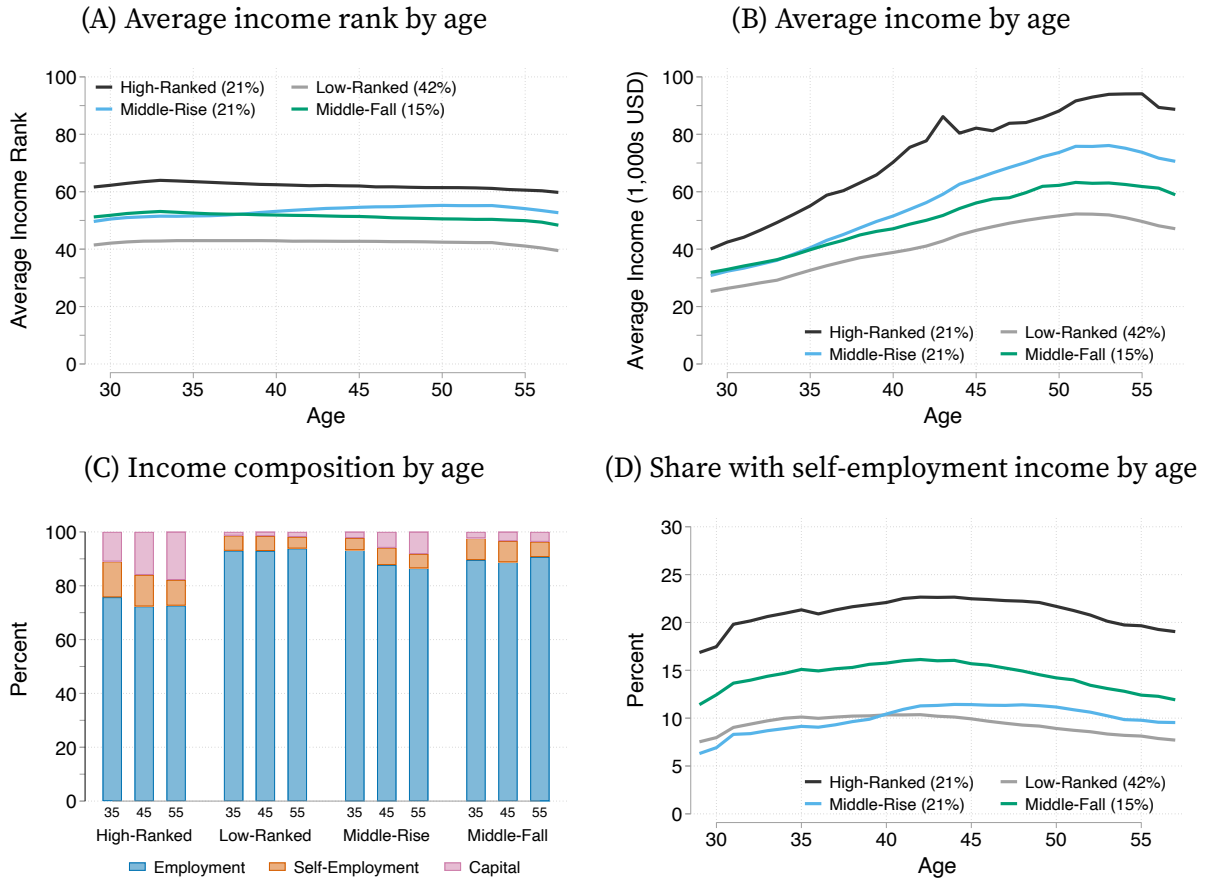 (A) Average income rank by age
Average Income Rank
100
80
60
40
20
0
High-Ranked (21%)
Low-Ranked (42%)
Middle-Rise (21%)
Middle-Fall (15%)
30 35 40 45 50 55
Age
(B) Average income by age
Average Income (1,000s USD)
100
80
60
40
20
0
High-Ranked (21%)
Low-Ranked (42%)
Middle-Rise (21%)
Middle-Fall (15%)
30 35 40 45 50 55
Age
(C) Income composition by age
Percent
100
80
60
40
20
0
35 45 55 35 45 55 35 45 55 35 45 55
High-Ranked Low-Ranked Middle-Rise Middle-Fall
Employment Self-Employment Capital
(D) Share with self-employment income by age
Percent
30
25
20
15
10
5
0
High-Ranked (21%)
Low-Ranked (42%)
Middle-Rise (21%)
Middle-Fall (15%)
30 35 40 45 50 55
Age